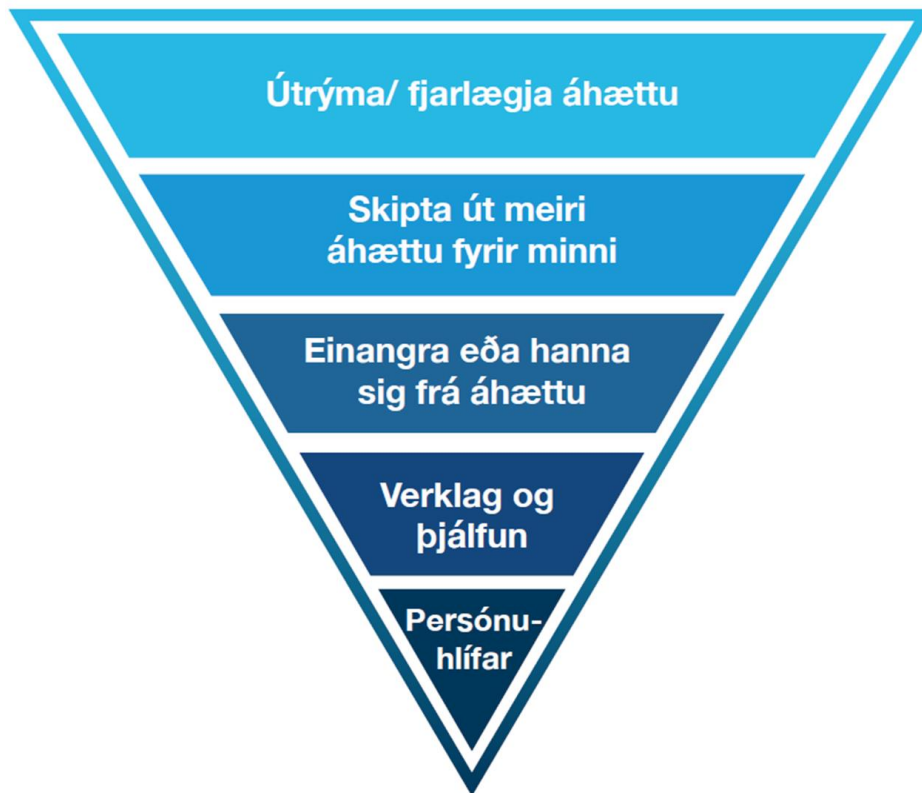 Útrýma/ fjarlægja áhættu
Skipta út meiri
áhættu fyrir minni
Einangra eða hanna
sig frá áhættu
Verklag og
þjálfun
Persónu-
hlífar